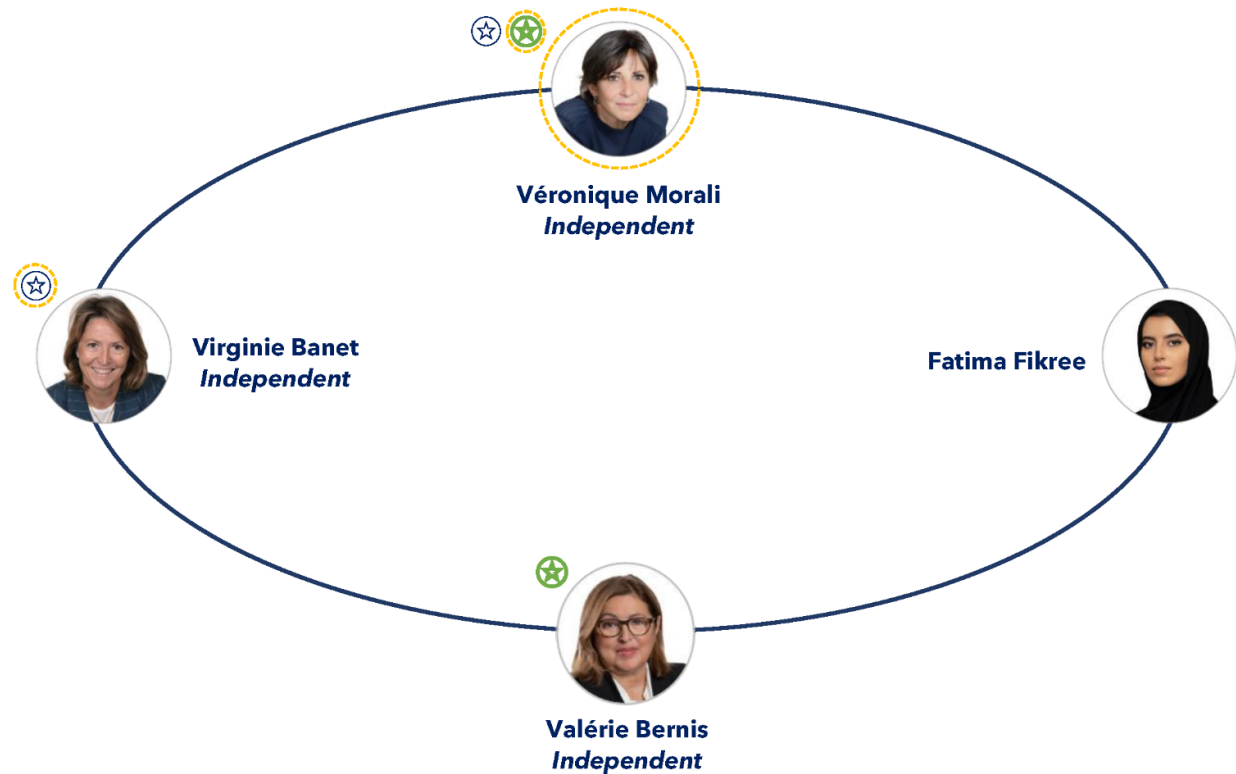 Véronique Morali
Independent
Virginie Banet
Independent
Fatima Fikree
Valérie Bernis
Independent